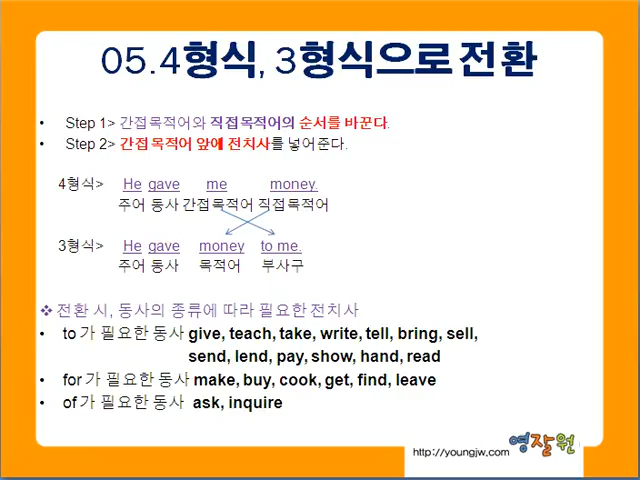 05.4형식, 3형식으로 전환
• Step 1> 간접목적어와 직접목적어의 순서를 바꾼다.
• Step 2> 간접목적어 앞에 전치사를 넣어준다.
4형식> He gave me money.
주어 동사 간접목적어 직접목적어
3형식> He gave money to me.
주어 동사 목적어 부사구
❖ 전환 시, 동사의 종류에 따라 필요한 전치사
• to 가 필요한 동사 give, teach, take, write, tell, bring, sell,
send, lend, pay, show, hand, read
• for 가 필요한 동사 make, buy, cook, get, find, leave
• of 가 필요한 동사 ask, inquire
http://youngjw.com 영잘원